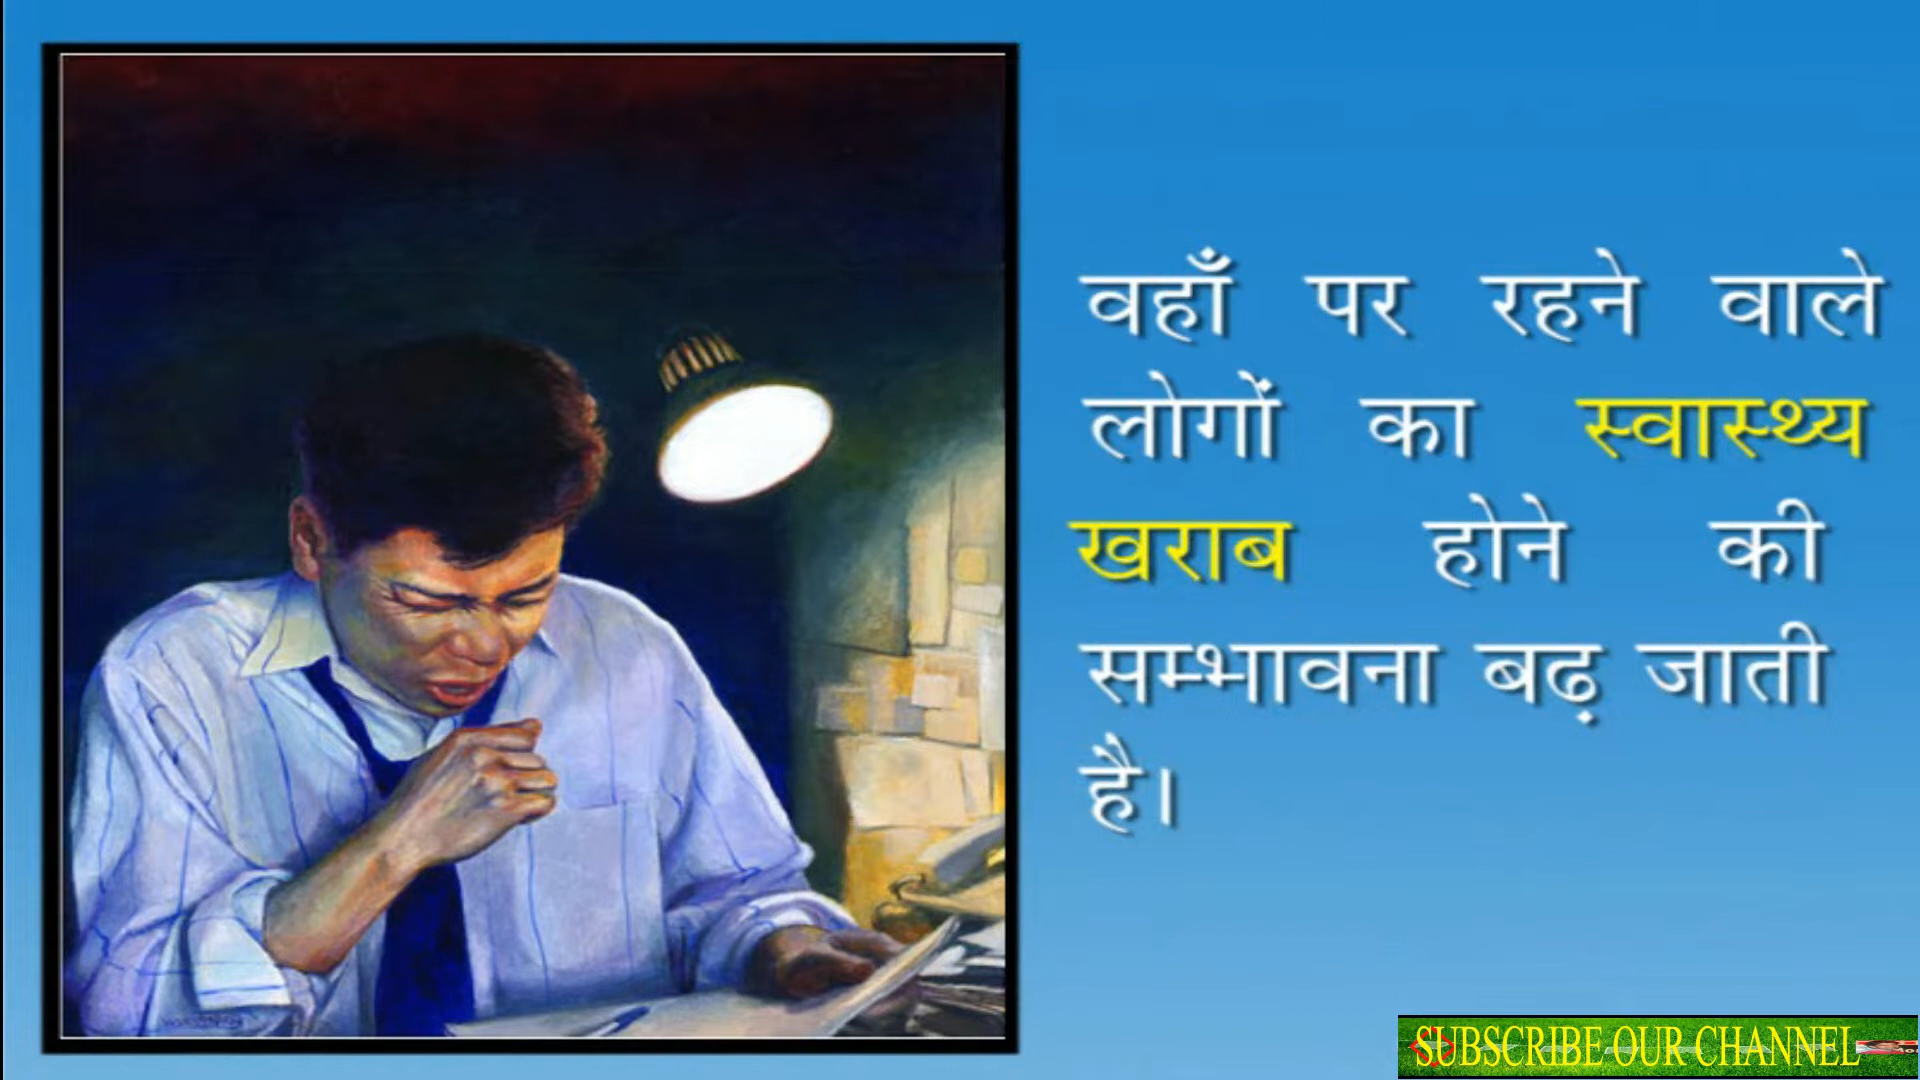 वहाँ पर रहने वाले
लोगों का स्वास्थ्य
खराब होने की
सम्भावना बढ़ जाती
है।
SUBSCRIBE OUR CHANNEL